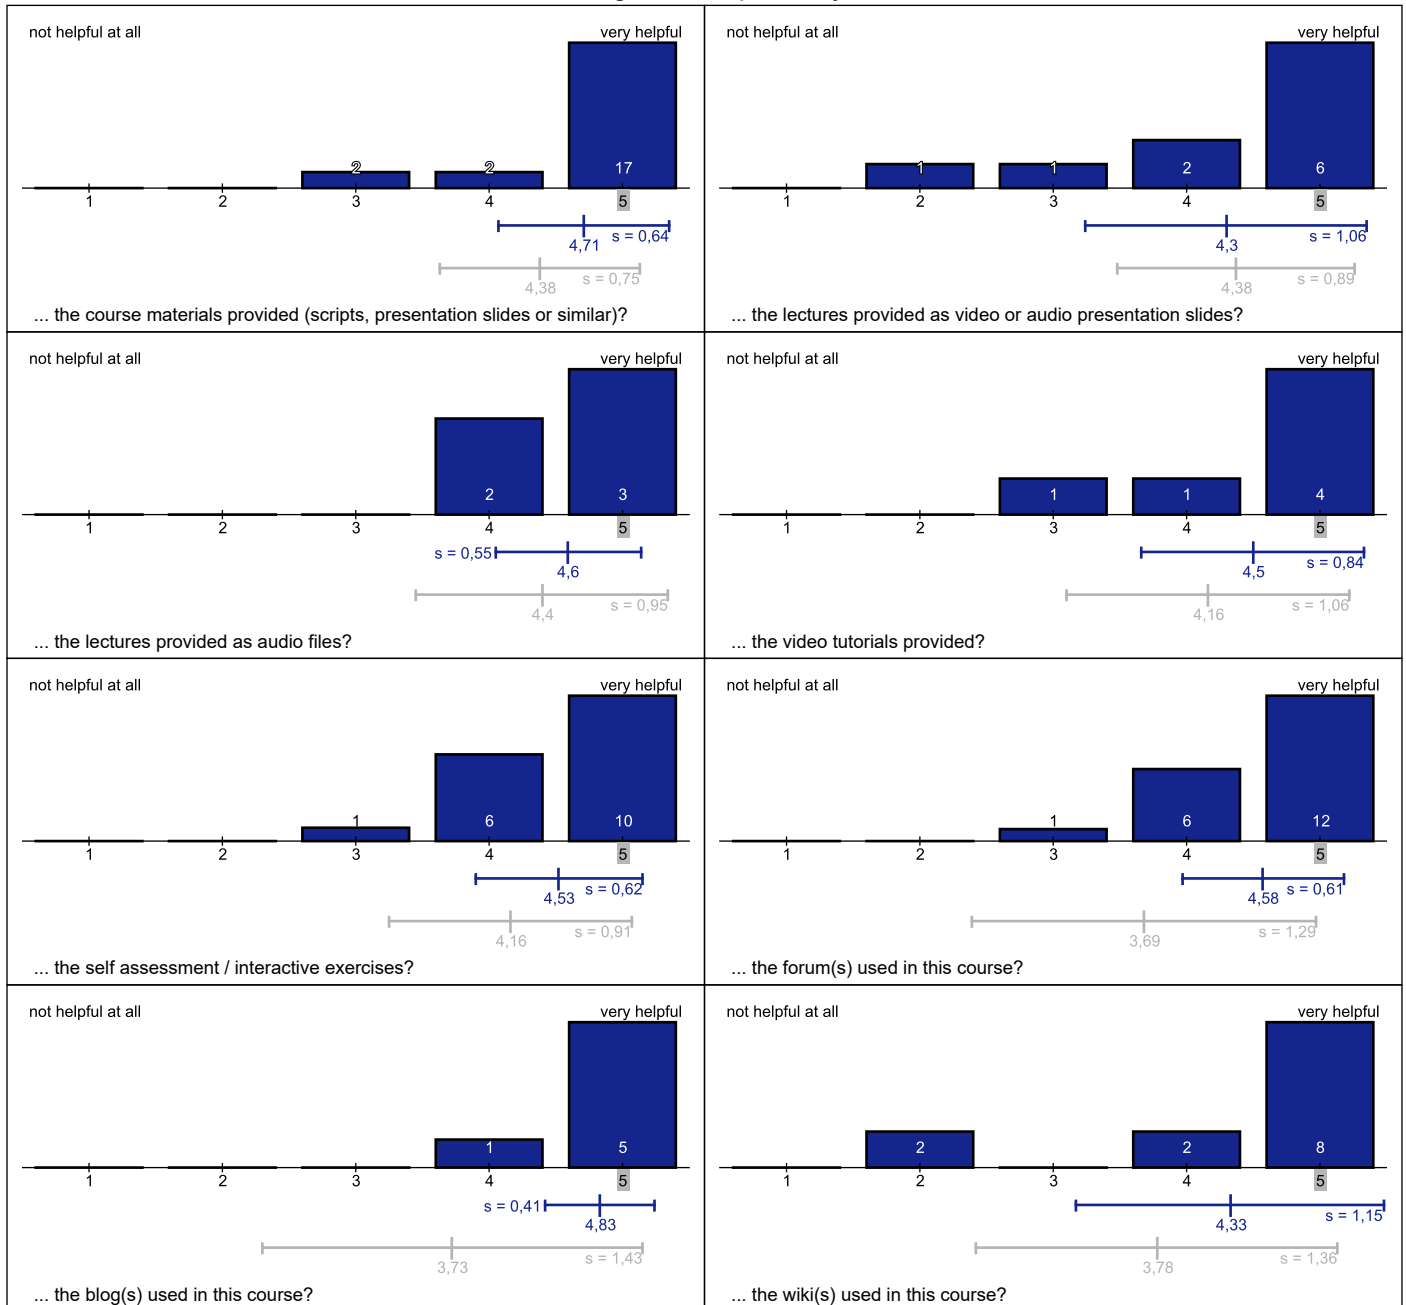 not helpful at all very helpful
2 2 17
1 2 3 4 5
s = 0,64
4,71
s = 0,75
4,38
... the course materials provided (scripts, presentation slides or similar)?
not helpful at all very helpful
1 1 2 6
1 2 3 4 5
s = 1,06
4,3
s = 0,89
4,38
... the lectures provided as video or audio presentation slides?
not helpful at all very helpful
2 3
1 2 3 4 5
s = 0,55
4,6
s = 0,95
4,4
... the lectures provided as audio files?
not helpful at all very helpful
1 1 4
1 2 3 4 5
s = 0,84
4,5
s = 1,06
4,16
... the video tutorials provided?
not helpful at all very helpful
1 6 10
1 2 3 4 5
s = 0,62
4,53
s = 0,91
4,16
... the self assessment / interactive exercises?
not helpful at all very helpful
1 6 12
1 2 3 4 5
s = 0,61
4,58
s = 1,29
3,69
... the forum(s) used in this course?
not helpful at all very helpful
1 5
1 2 3 4 5
s = 0,41
4,83
s = 1,43
3,73
... the blog(s) used in this course?
not helpful at all very helpful
2 2 8
1 2 3 4 5
s = 1,15
4,33
s = 1,36
3,78
... the wiki(s) used in this course?